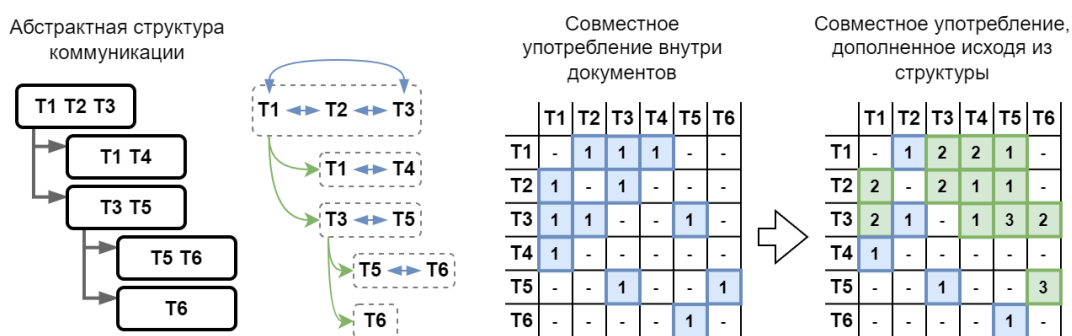 Абстрактная структура
коммуникации
T1 T2 T3
T1 T4
T3 T5
T5 T6
T6
T1 T2 T3
T1 T4
T3 T5
T5 T6
T6
Совместное
употребление внутри
документов
T1 T2 T3 T4 T5 T6
T1 - 1 1 1 - -
T2 1 - 1 - - -
T3 1 1 - - 1 -
T4 1 - - - - -
T5 - - 1 - - 1
T6 - - - - 1 -
Совместное употребление,
дополненное исходя из
структуры
T1 T2 T3 T4 T5 T6
T1 - 1 2 2 1 -
T2 2 - 2 1 1 -
T3 2 1 - 1 3 2
T4 1 - - - - -
T5 - - 1 - - 3
T6 - - - - 1 -